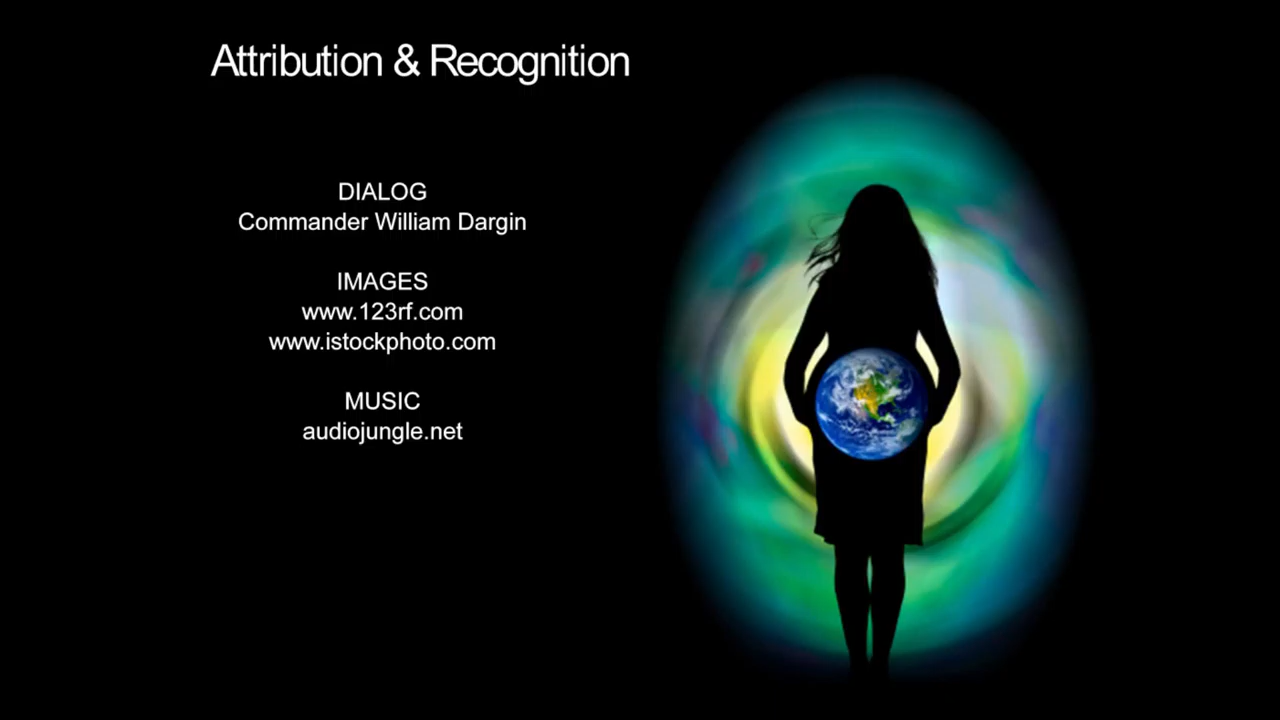 Attribution & Recognition
DIALOG
Commander William Dargin
IMAGES
www.123rf.com
www.istockphoto.com
MUSIC
audiojungle.net